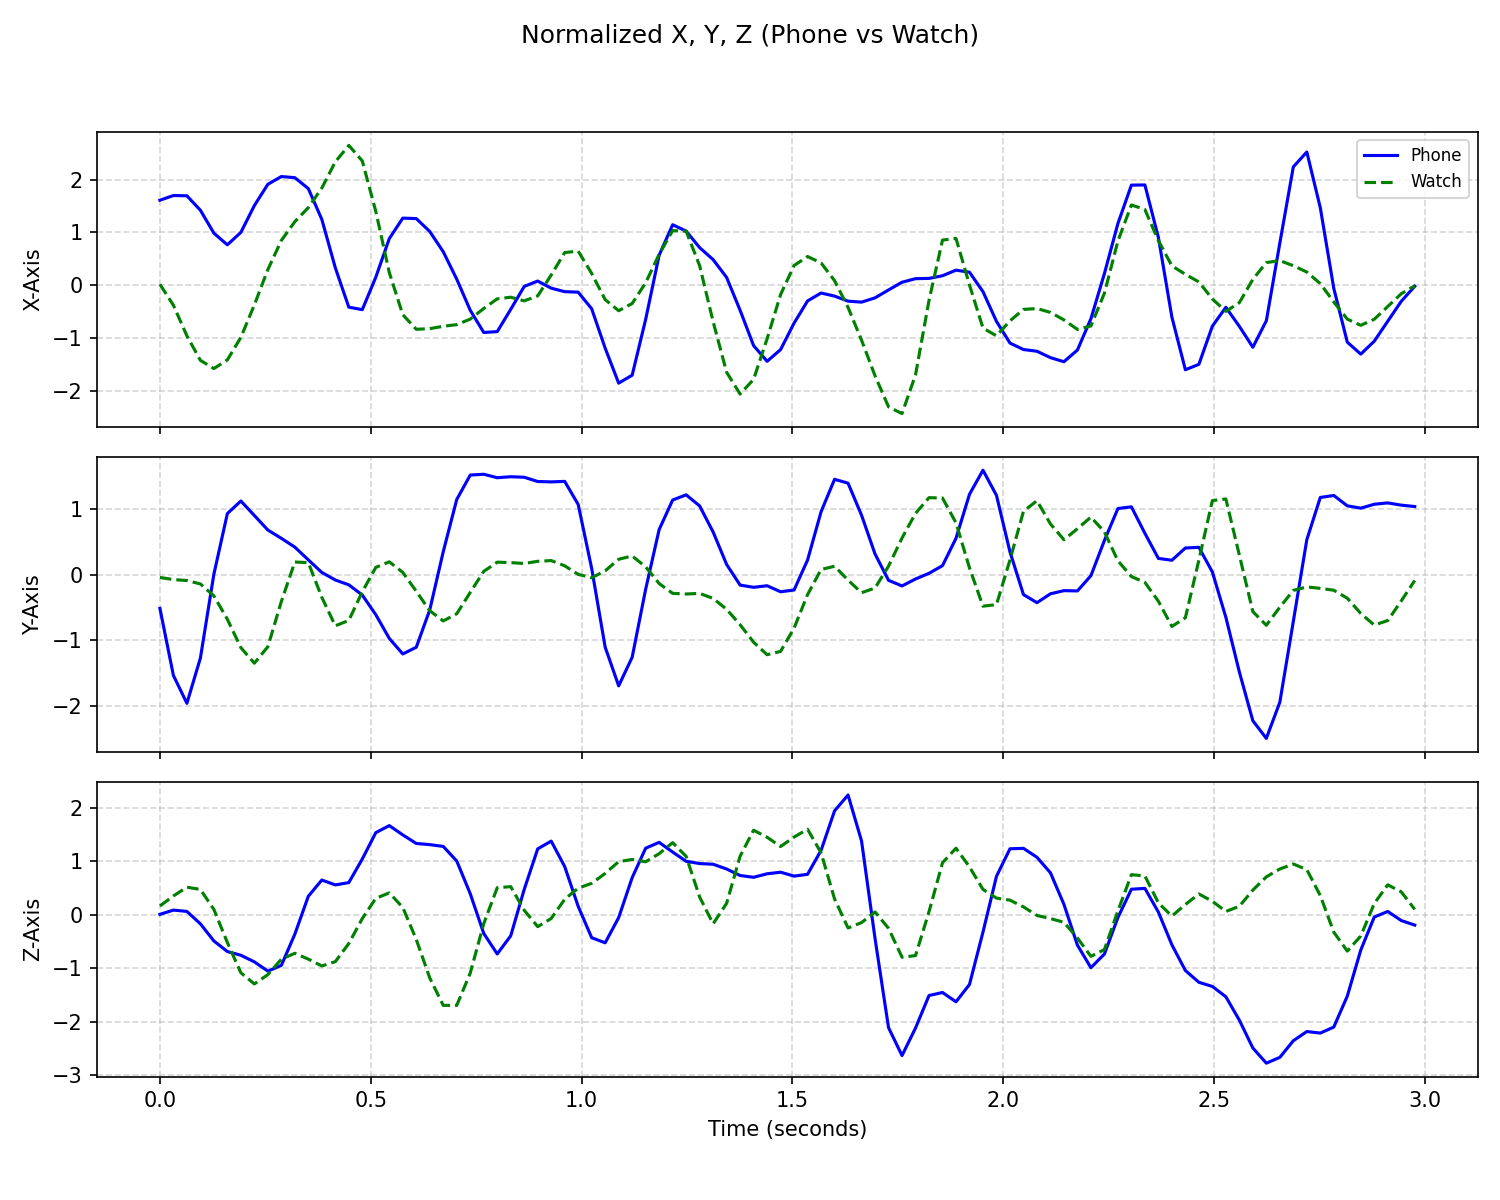 Normalized X, Y, Z (Phone vs Watch)
Phone
Watch
X-Axis
2
1
0
−1
−2
Y-Axis
1
0
−1
−2
Z-Axis
2
1
0
−1
−2
−3
0.0 0.5 1.0 1.5 2.0 2.5 3.0
Time (seconds)